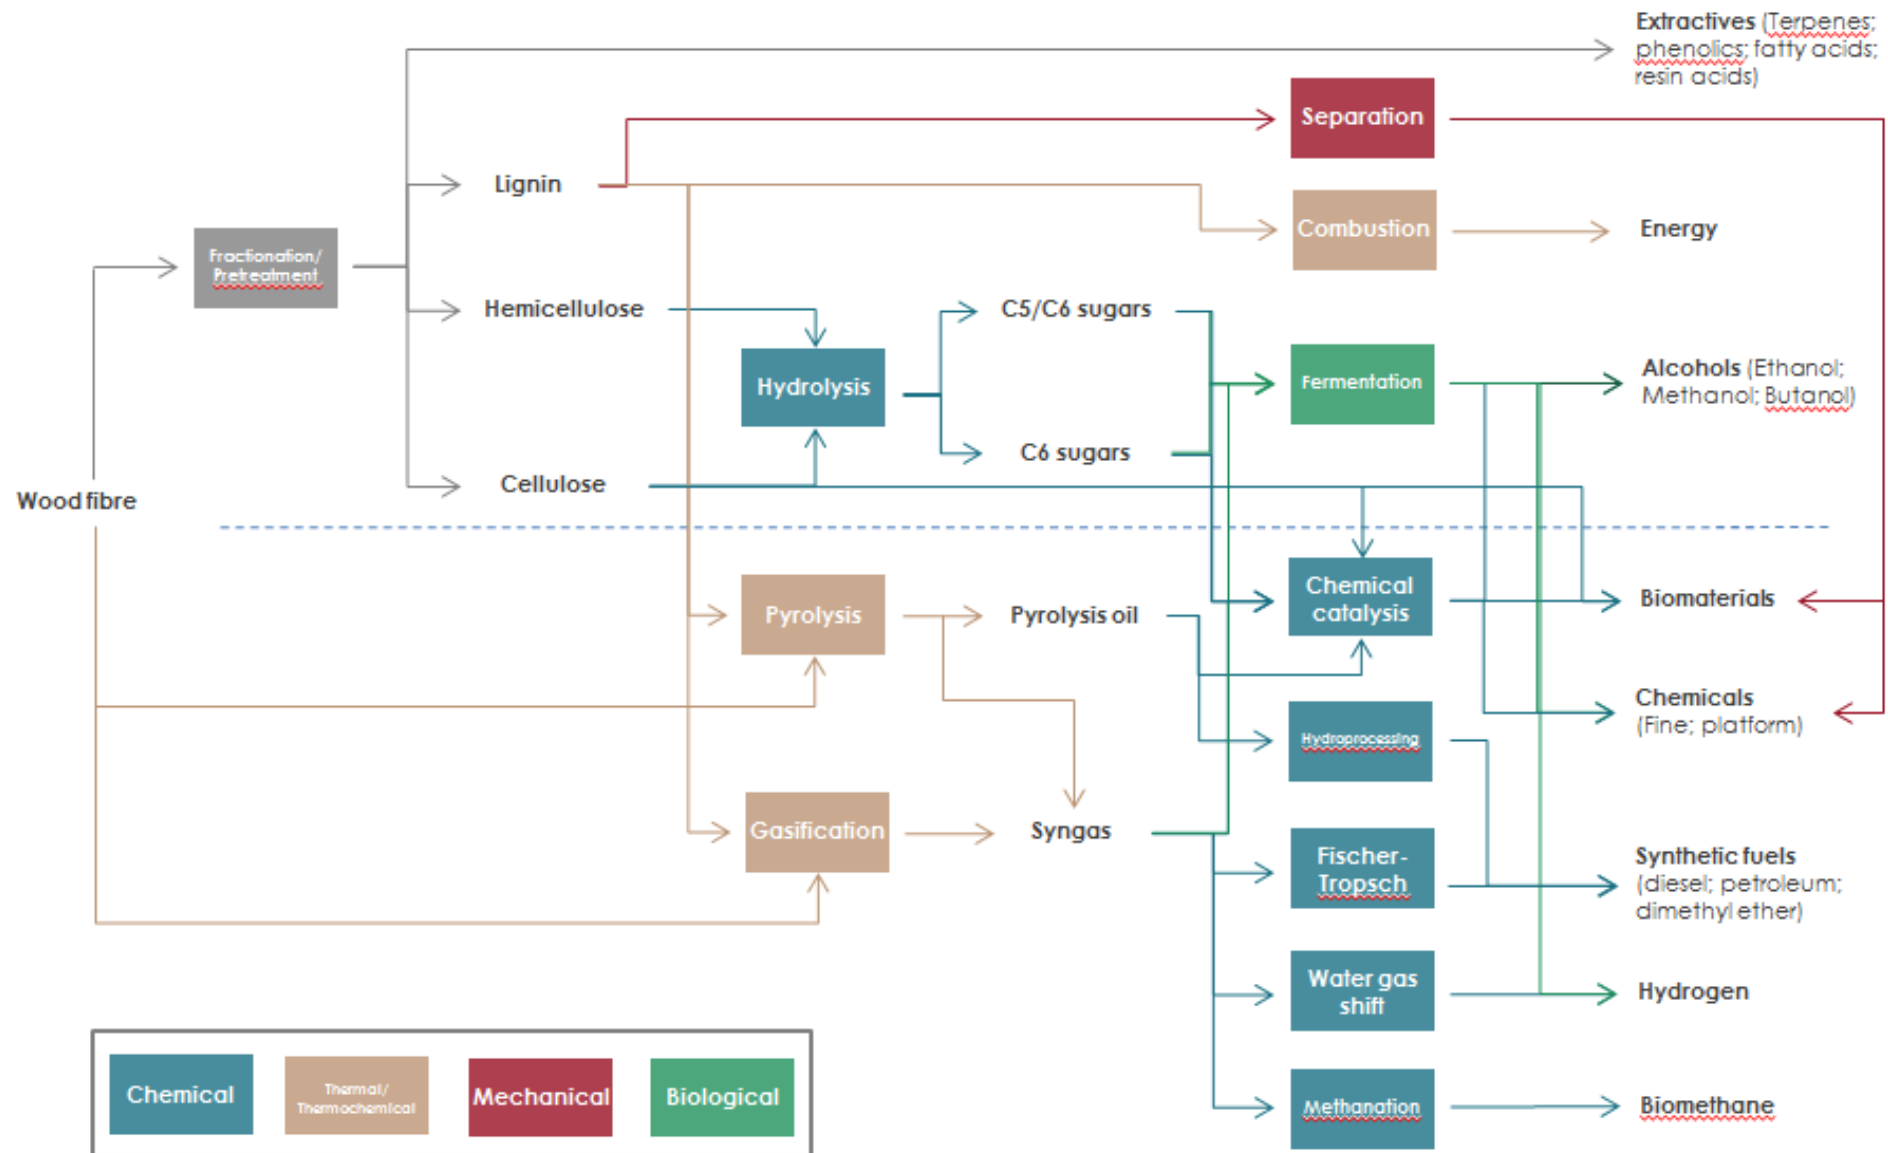 Extractives (Terpenes;
phenolics; fatty acids;
resin acids)
Separation
Lignin
Combustion
Energy
Fractionation/
Pretreatment
Hemicellulose
C5/C6 sugars
Hydrolysis
Fermentation
Alcohols (Ethanol;
Methanol; Butanol)
C6 sugars
Cellulose
Wood fibre
Chemical
catalysis
Pyrolysis
Pyrolysis oil
Biomaterials
Chemicals
(Fine; platform)
Hydroprocessing
Gasification
Syngas
Fischer-
Tropsch
Synthetic fuels
(diesel; petroleum;
dimethyl ether)
Water gas
shift
Hydrogen
Methanation
Biomethane
Chemical
Thermal/
Thermochemical
Mechanical
Biological